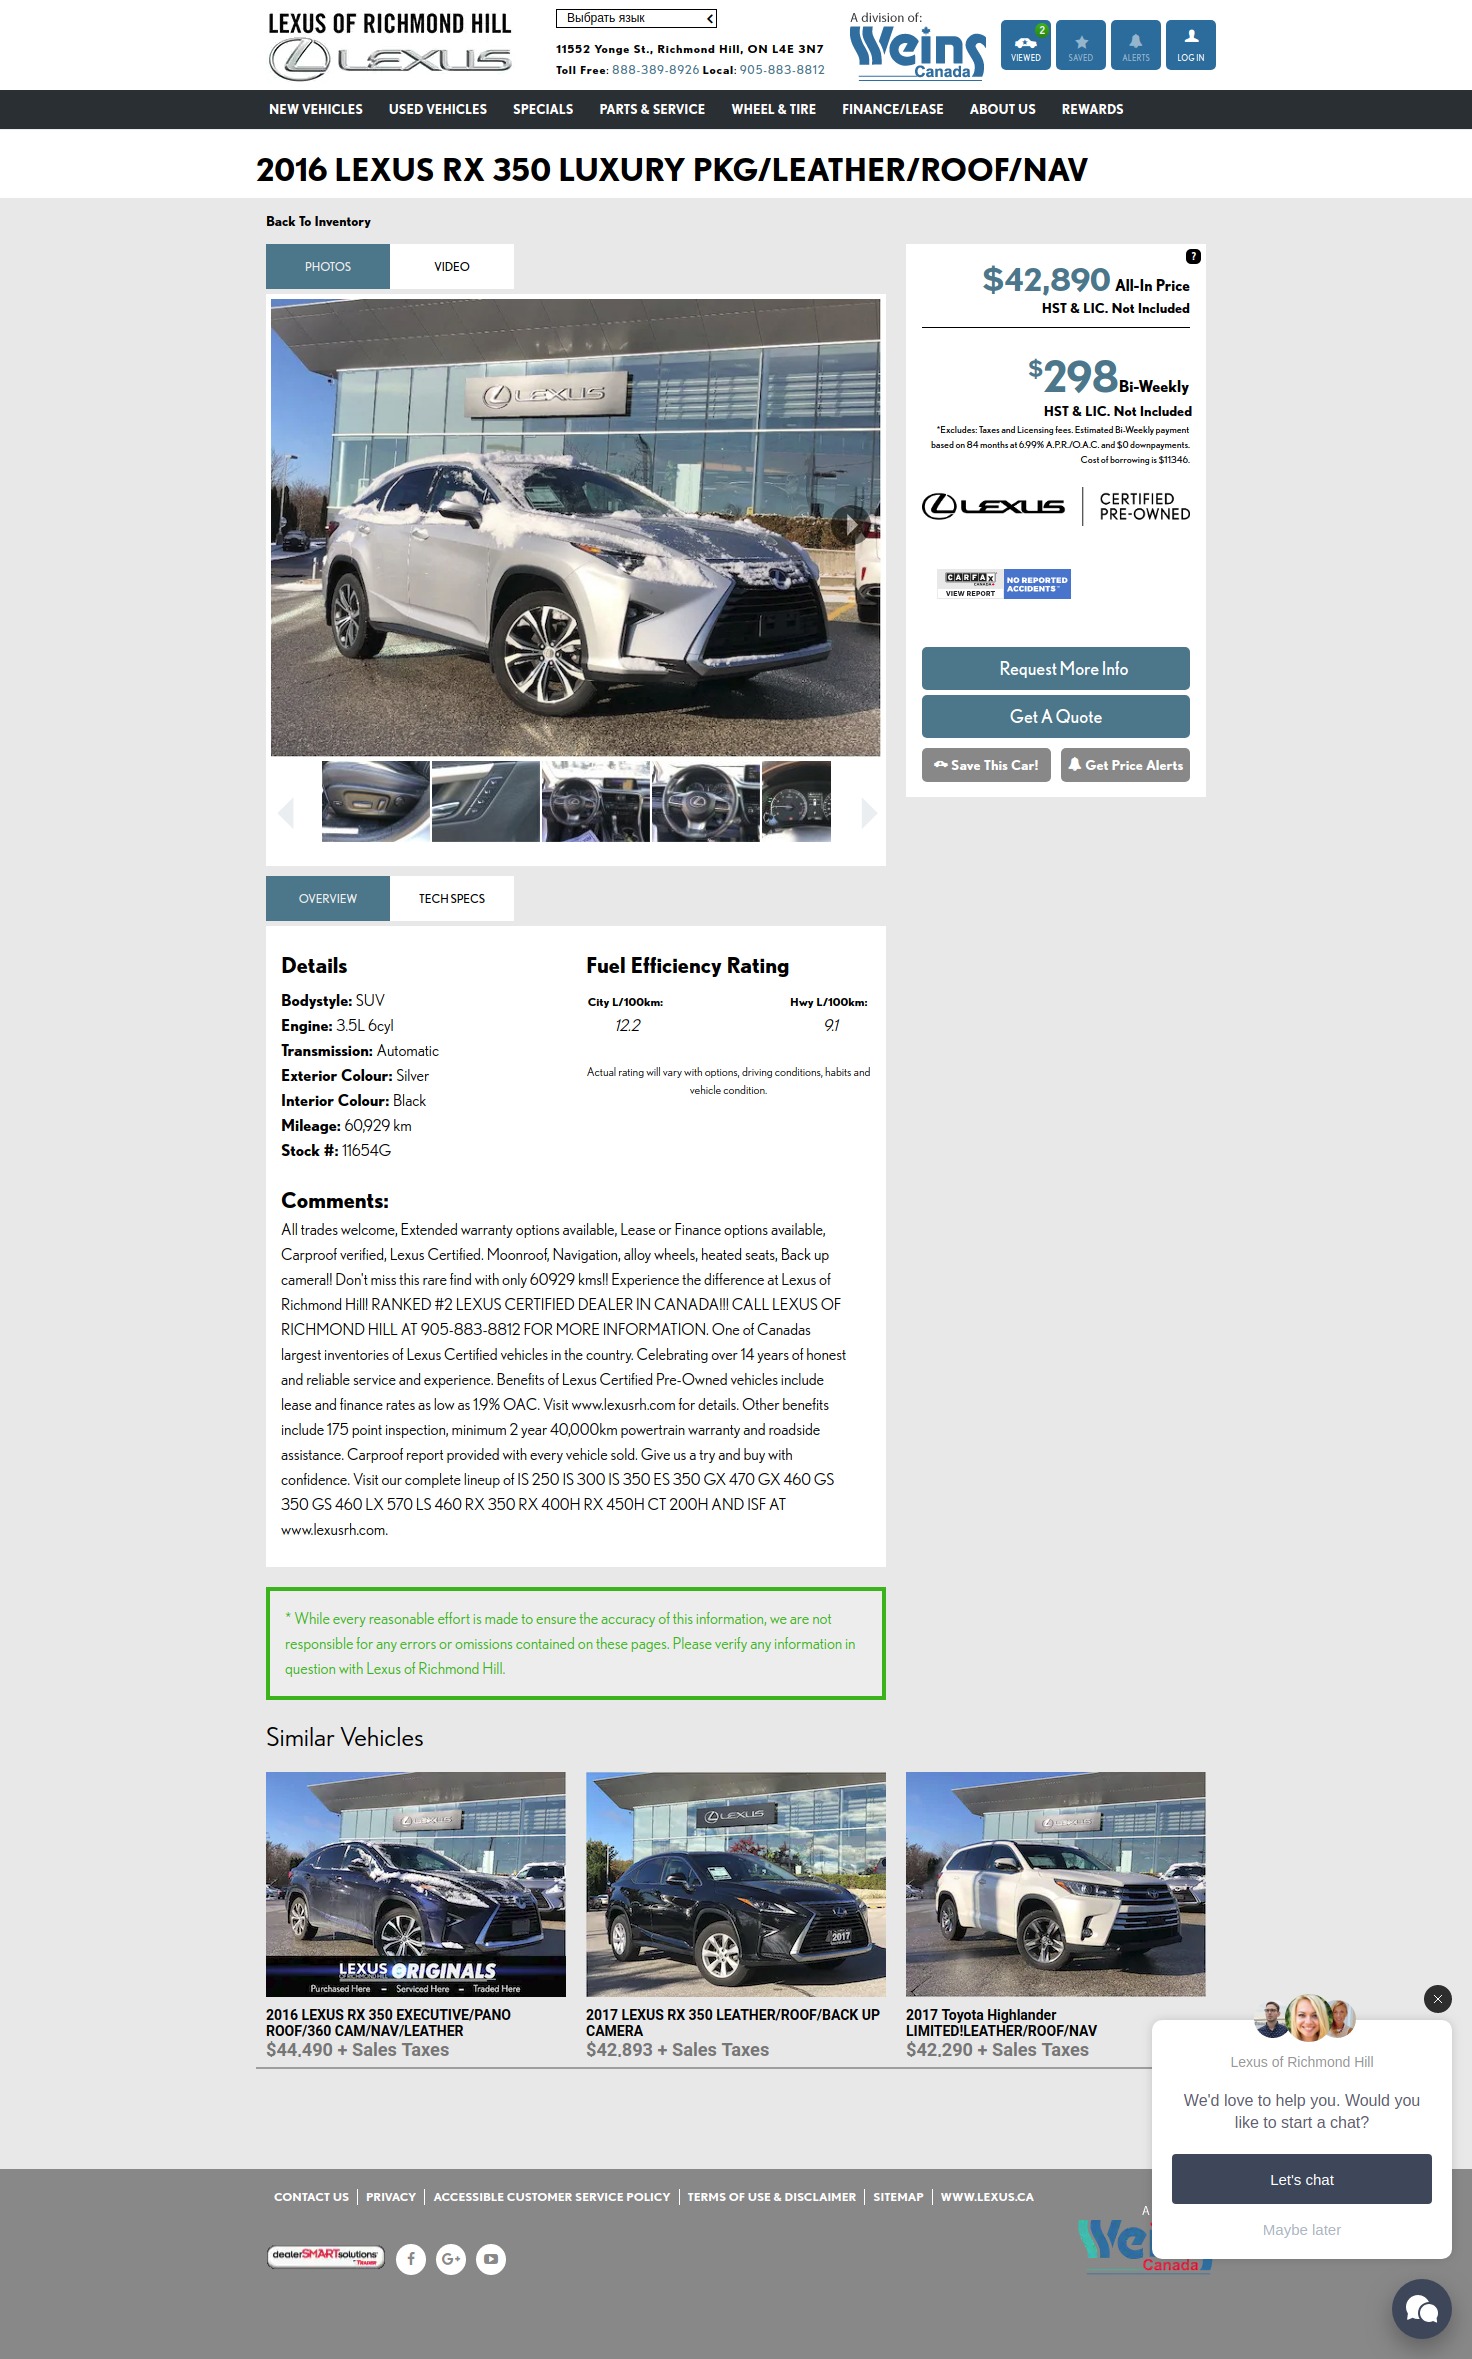 LEXUS OF RICHMOND HILL
LEXUS
Выбрать язык
11552 Yonge St., Richmond Hill, ON L4E 3N7
Toll Free: 888-389-8926 Local: 905-883-8812
A division of:
Weins
Canada
2
VIEWED
SAVED
ALERTS
LOG IN
NEW VEHICLES USED VEHICLES SPECIALS PARTS & SERVICE WHEEL & TIRE FINANCE/LEASE ABOUT US REWARDS
2016 LEXUS RX 350 LUXURY PKG/LEATHER/ROOF/NAV
Back To Inventory
PHOTOS VIDEO
LEXUS
?
$42,890 All-In Price
HST & LIC. Not Included
$298Bi-Weekly
HST & LIC. Not Included
*Excludes: Taxes and Licensing fees. Estimated Bi-Weekly payment
based on 84 months at 6.99% A.P.R./O.A.C. and $0 downpayments.
Cost of borrowing is $11346.
LEXUS
CERTIFIED
PRE-OWNED
CARFAX
CANADA
VIEW REPORT
NO REPORTED
ACCIDENTS
Request More Info
Get A Quote
Save This Car! Get Price Alerts
OVERVIEW TECH SPECS
Details
Bodystyle: SUV
Engine: 3.5L 6cyl
Transmission: Automatic
Exterior Colour: Silver
Interior Colour: Black
Mileage: 60,929 km
Stock #: 11654G
Fuel Efficiency Rating
City L/100km: Hwy L/100km:
12.2 9.1
Actual rating will vary with options, driving conditions, habits and
vehicle condition.
Comments:
All trades welcome, Extended warranty options available, Lease or Finance options available,
Carproof verified, Lexus Certified. Moonroof, Navigation, alloy wheels, heated seats, Back up
camera!! Don't miss this rare find with only 60929 kms!! Experience the difference at Lexus of
Richmond Hill! RANKED #2 LEXUS CERTIFIED DEALER IN CANADA!!! CALL LEXUS OF
RICHMOND HILL AT 905-883-8812 FOR MORE INFORMATION. One of Canadas
largest inventories of Lexus Certified vehicles in the country. Celebrating over 14 years of honest
and reliable service and experience. Benefits of Lexus Certified Pre-Owned vehicles include
lease and finance rates as low as 1.9% OAC. Visit www.lexusrh.com for details. Other benefits
include 175 point inspection, minimum 2 year 40,000km powertrain warranty and roadside
assistance. Carproof report provided with every vehicle sold. Give us a try and buy with
confidence. Visit our complete lineup of IS 250 IS 300 IS 350 ES 350 GX 470 GX 460 GS
350 GS 460 LX 570 LS 460 RX 350 RX 400H RX 450H CT 200H AND ISF AT
www.lexusrh.com.
* While every reasonable effort is made to ensure the accuracy of this information, we are not
responsible for any errors or omissions contained on these pages. Please verify any information in
question with Lexus of Richmond Hill.
Similar Vehicles
LEXUS
LEXUS ORIGINALS
Purchased Here – Serviced Here – Traded Here
2016 LEXUS RX 350 EXECUTIVE/PANO
ROOF/360 CAM/NAV/LEATHER
$44,490 + Sales Taxes
LEXUS
2017
2017 LEXUS RX 350 LEATHER/ROOF/BACK UP
CAMERA
$42,893 + Sales Taxes
LEXUS
2017 Toyota Highlander
LIMITED!LEATHER/ROOF/NAV
$42,290 + Sales Taxes
Lexus of Richmond Hill
We'd love to help you. Would you
like to start a chat?
Let's chat
Maybe later
CONTACT US PRIVACY ACCESSIBLE CUSTOMER SERVICE POLICY TERMS OF USE & DISCLAIMER SITEMAP WWW.LEXUS.CA
dealerSMARTsolutions
A
Wei
Canada